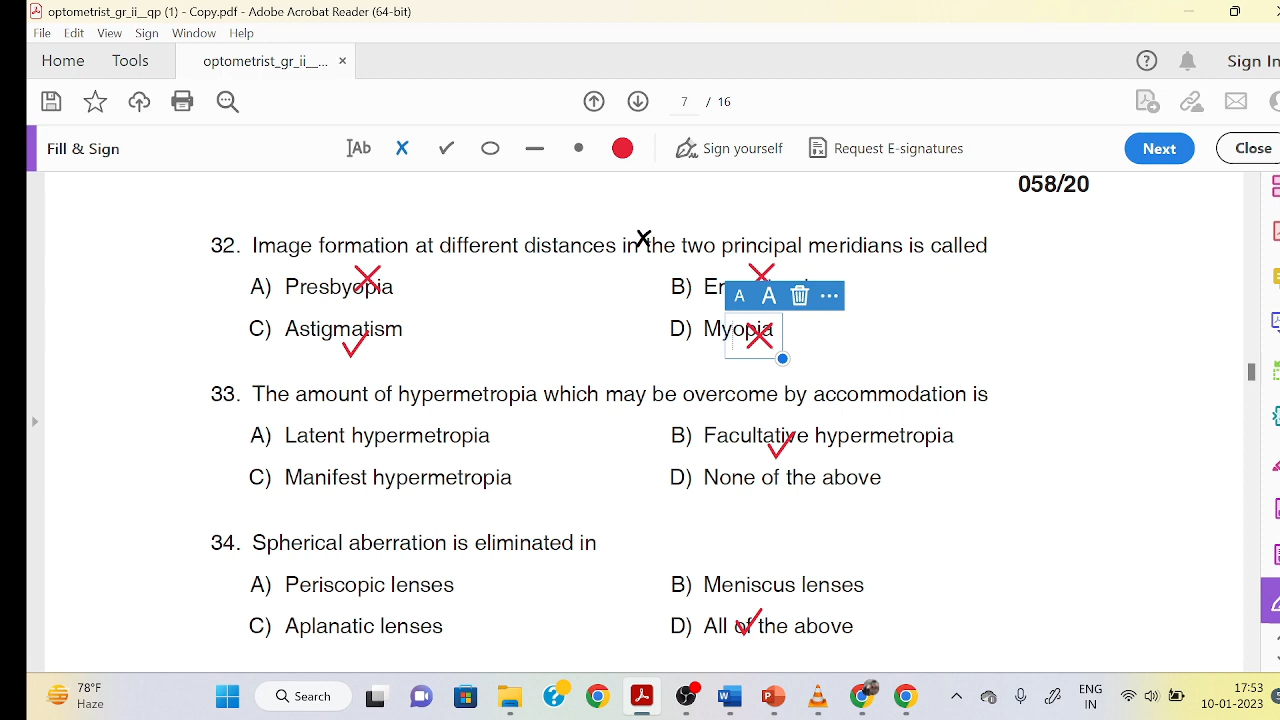 optometrist_gr_ii__qp (1) - Copy.pdf - Adobe Acrobat Reader (64-bit)
File Edit View Sign Window Help
Home Tools optometrist_gr_ii__... × Sign In
7 / 16
Fill & Sign Ab Sign yourself Request E-signatures Next Close
058/20
32. Image formation at different distances in the two principal meridians is called
A) Presbyopia B)
A A
C) Astigmatism D) Myopia
33. The amount of hypermetropia which may be overcome by accommodation is
A) Latent hypermetropia B) Facultative hypermetropia
C) Manifest hypermetropia D) None of the above
34. Spherical aberration is eliminated in
A) Periscopic lenses B) Meniscus lenses
C) Aplanatic lenses D) All of the above
78°F
Haze
Search
ENG
IN
17:53
10-01-2023